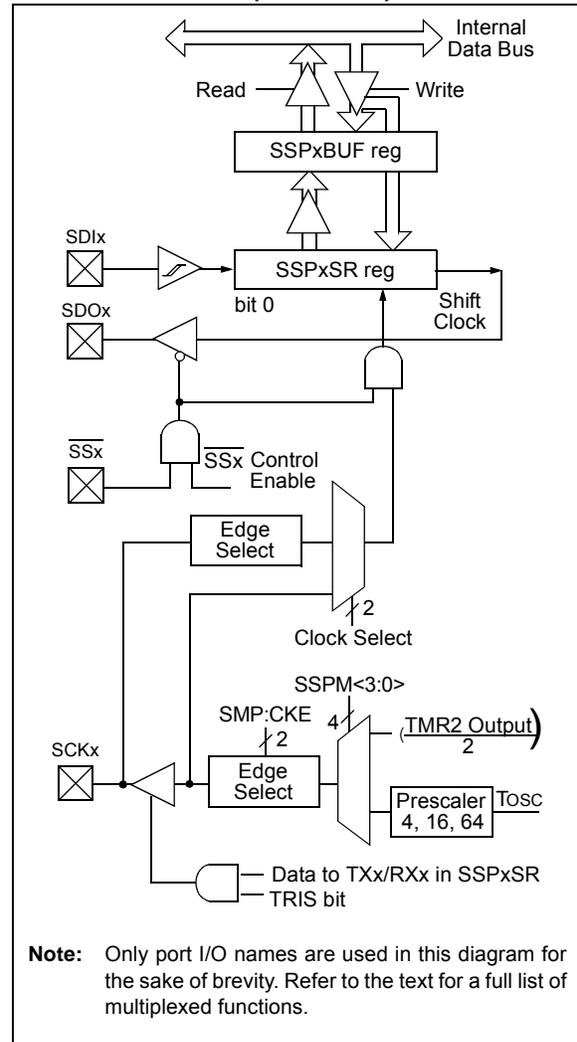 Internal
Data Bus
Read
Write
SSPxBUF reg
SDIx
SSPxSR reg
bit 0
Shift
Clock
SDOx
SSx
SSx Control
Enable
Edge
Select
2
Clock Select
SSPM<3:0>
SMP:CKE
4
(TMR2 Output)
2
2
SCKx
Edge
Select
Prescaler
4, 16, 64
TOSC
Data to TXx/RXx in SSPxSR
TRIS bit
Note: Only port I/O names are used in this diagram for
the sake of brevity. Refer to the text for a full list of
multiplexed functions.